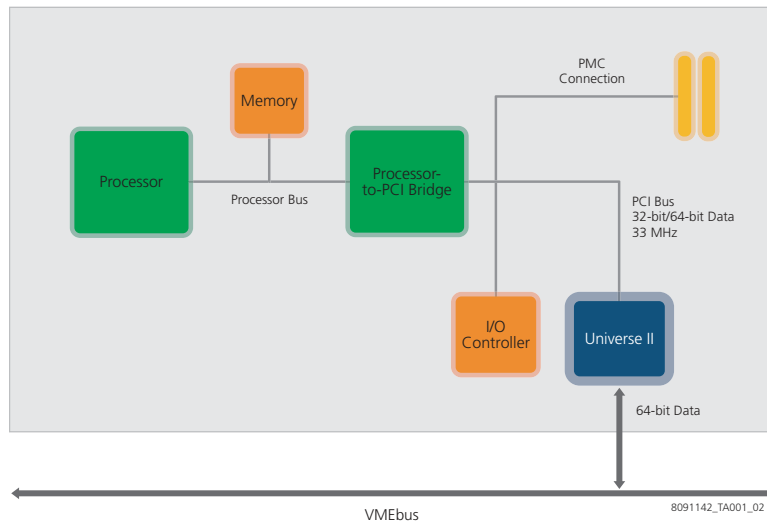 PMC
Connection
Memory
Processor
Processor Bus
Processor-
to-PCI Bridge
PCI Bus
32-bit/64-bit Data
33 MHz
I/O
Controller
Universe II
64-bit Data
VMEbus
8091142_TA001_02